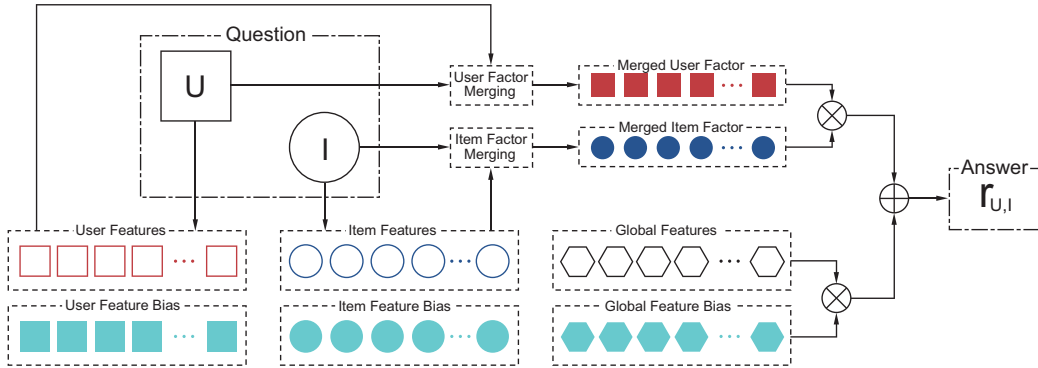 Question
U
I
User Factor
Merging
Item Factor
Merging
Merged User Factor
Merged Item Factor
Answer
r U,I
User Features
Item Features
Global Features
User Feature Bias
Item Feature Bias
Global Feature Bias